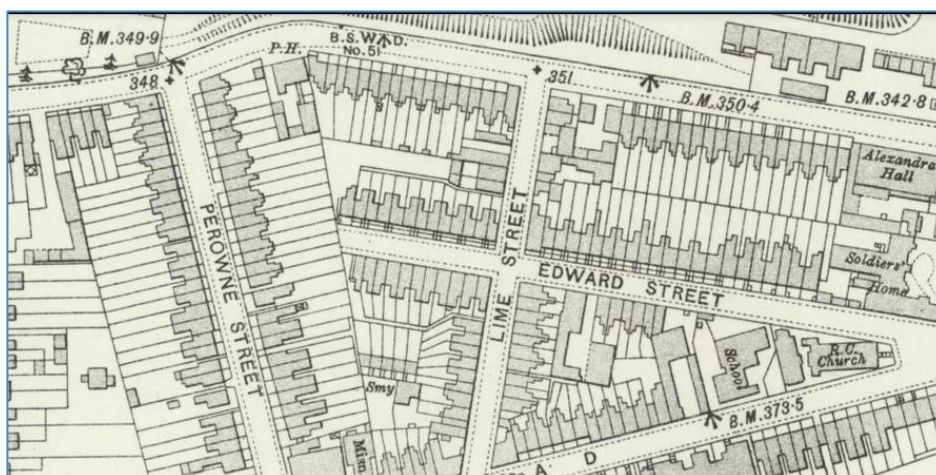 B.M. 349·9
P.H.
B.S. W D.
No. 51
348
351
B.M. 350·4
B.M. 342·8
Alexandra
Hall
PEROWNE STREET
LIME STREET
EDWARD STREET
Soldiers'
Home
School
R.C.
Church
Smy
Misn
B.M. 373·5
A D